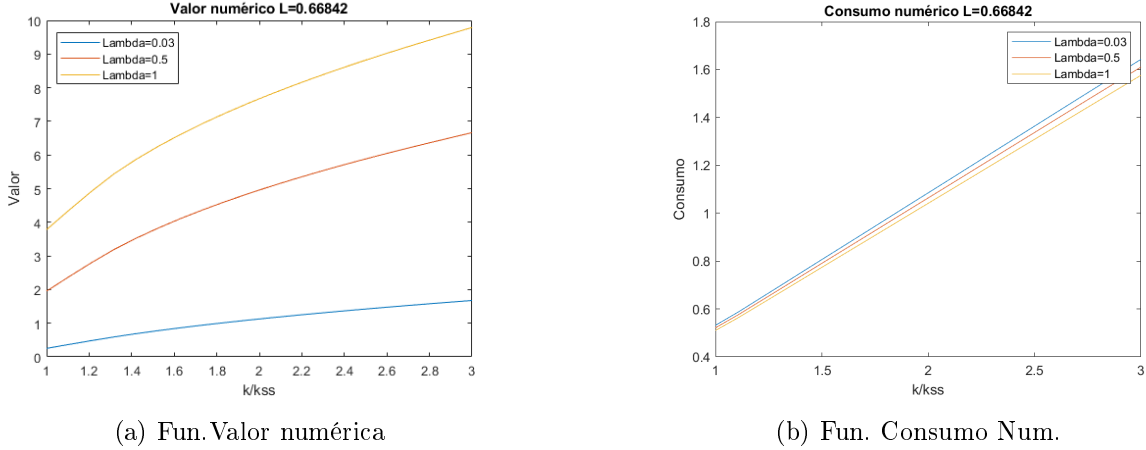 Valor numérico L=0.66842
10
9
8
7
6
5
4
3
2
1
0
Valor
Lambda=0.03
Lambda=0.5
Lambda=1
1 1.2 1.4 1.6 1.8 2 2.2 2.4 2.6 2.8 3
k/kss
(a) Fun.Valor numérica
Consumo numérico L=0.66842
1.8
1.6
1.4
1.2
1
0.8
0.6
0.4
Consumo
Lambda=0.03
Lambda=0.5
Lambda=1
1 1.5 2 2.5 3
k/kss
(b) Fun. Consumo Num.